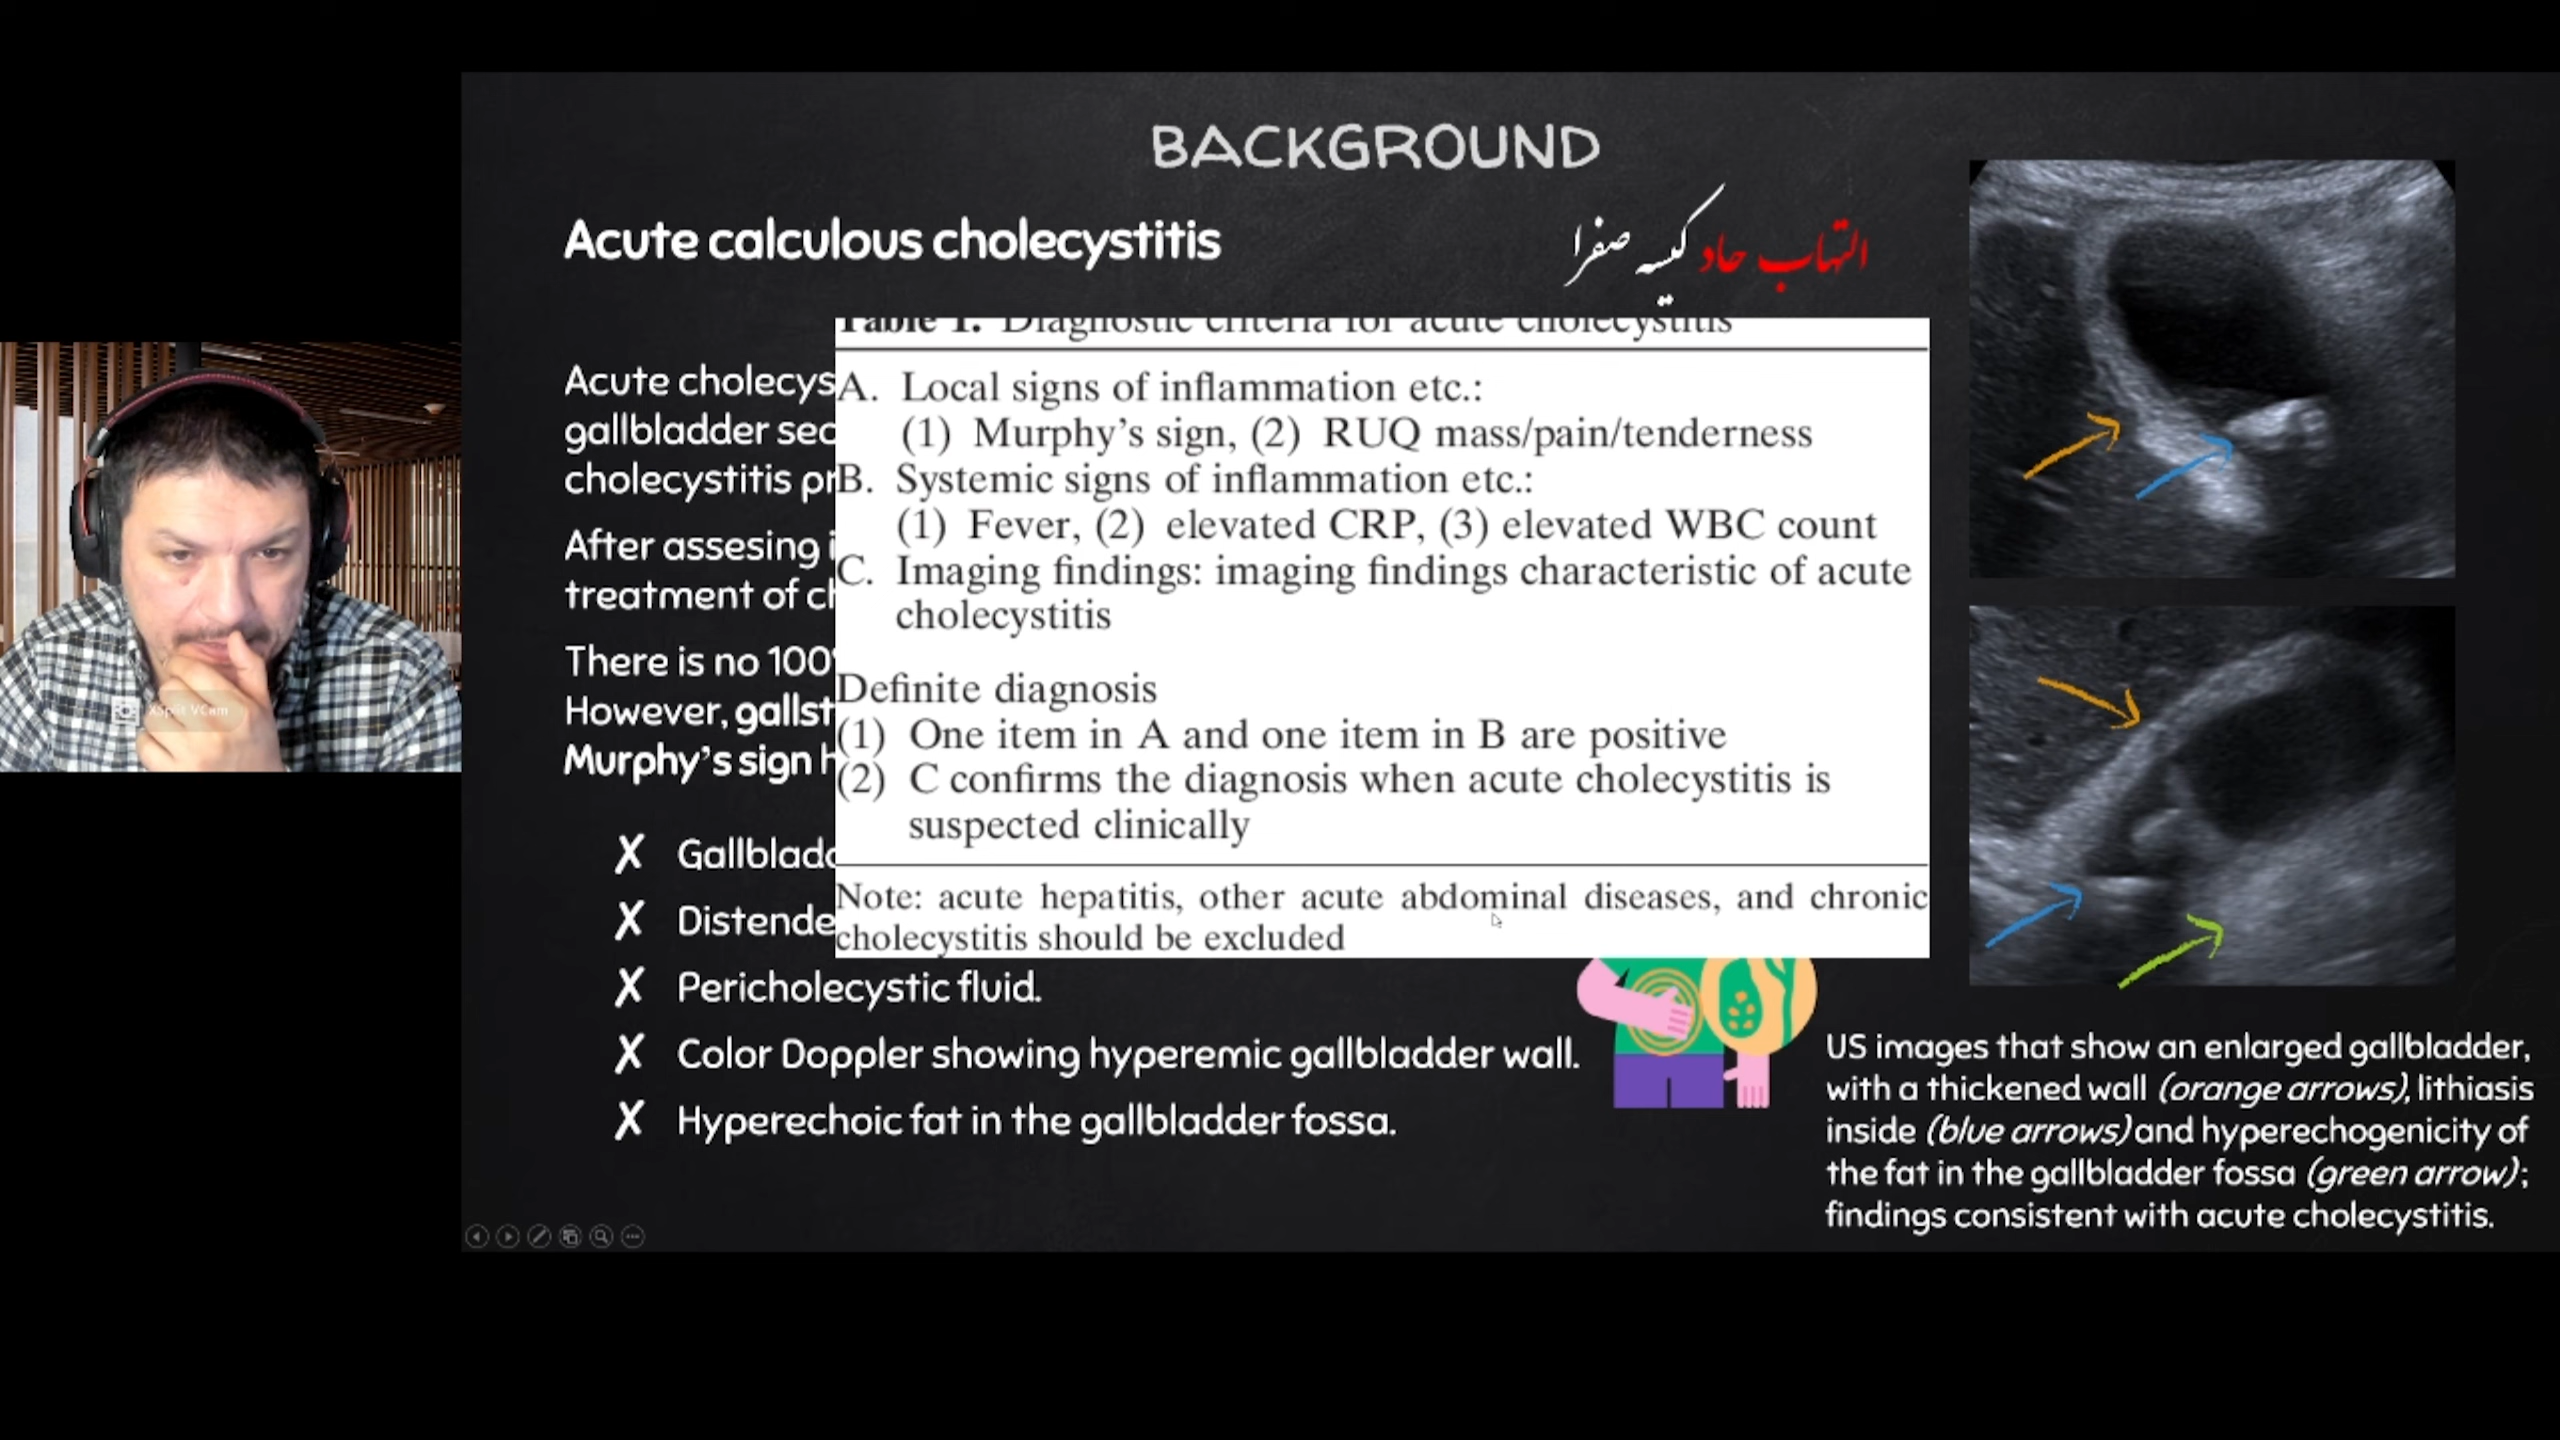 BACKGROUND
Acute calculous cholecystitis
التهاب حاد کیسه صفرا
Table 1. Diagnostic criteria for acute cholecystitis
A. Local signs of inflammation etc.:
(1) Murphy’s sign, (2) RUQ mass/pain/tenderness
B. Systemic signs of inflammation etc.:
(1) Fever, (2) elevated CRP, (3) elevated WBC count
C. Imaging findings: imaging findings characteristic of acute
cholecystitis
Definite diagnosis
(1) One item in A and one item in B are positive
(2) C confirms the diagnosis when acute cholecystitis is
suspected clinically
Note: acute hepatitis, other acute abdominal diseases, and chronic
cholecystitis should be excluded
Acute
gallbladder
cholecystitis
After assesing
treatment of
There is no
However,
Murphy’s sign
✗ Pericholecystic fluid.
✗ Color Doppler showing hyperemic gallbladder wall.
✗ Hyperechoic fat in the gallbladder fossa.
US images that show an enlarged gallbladder,
with a thickened wall (orange arrows), lithiasis
inside (blue arrows) and hyperechogenicity of
the fat in the gallbladder fossa (green arrow);
findings consistent with acute cholecystitis.
XSplit VCam